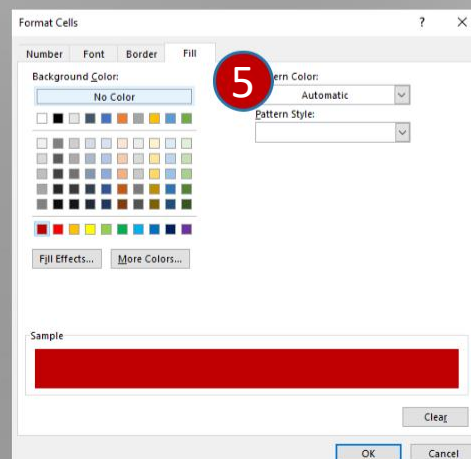 Format Cells ? ×
Number Font Border Fill
Background Color:
No Color
5
ern Color:
Automatic
Pattern Style:
Fill Effects... More Colors...
Sample
Clear
OK Cancel